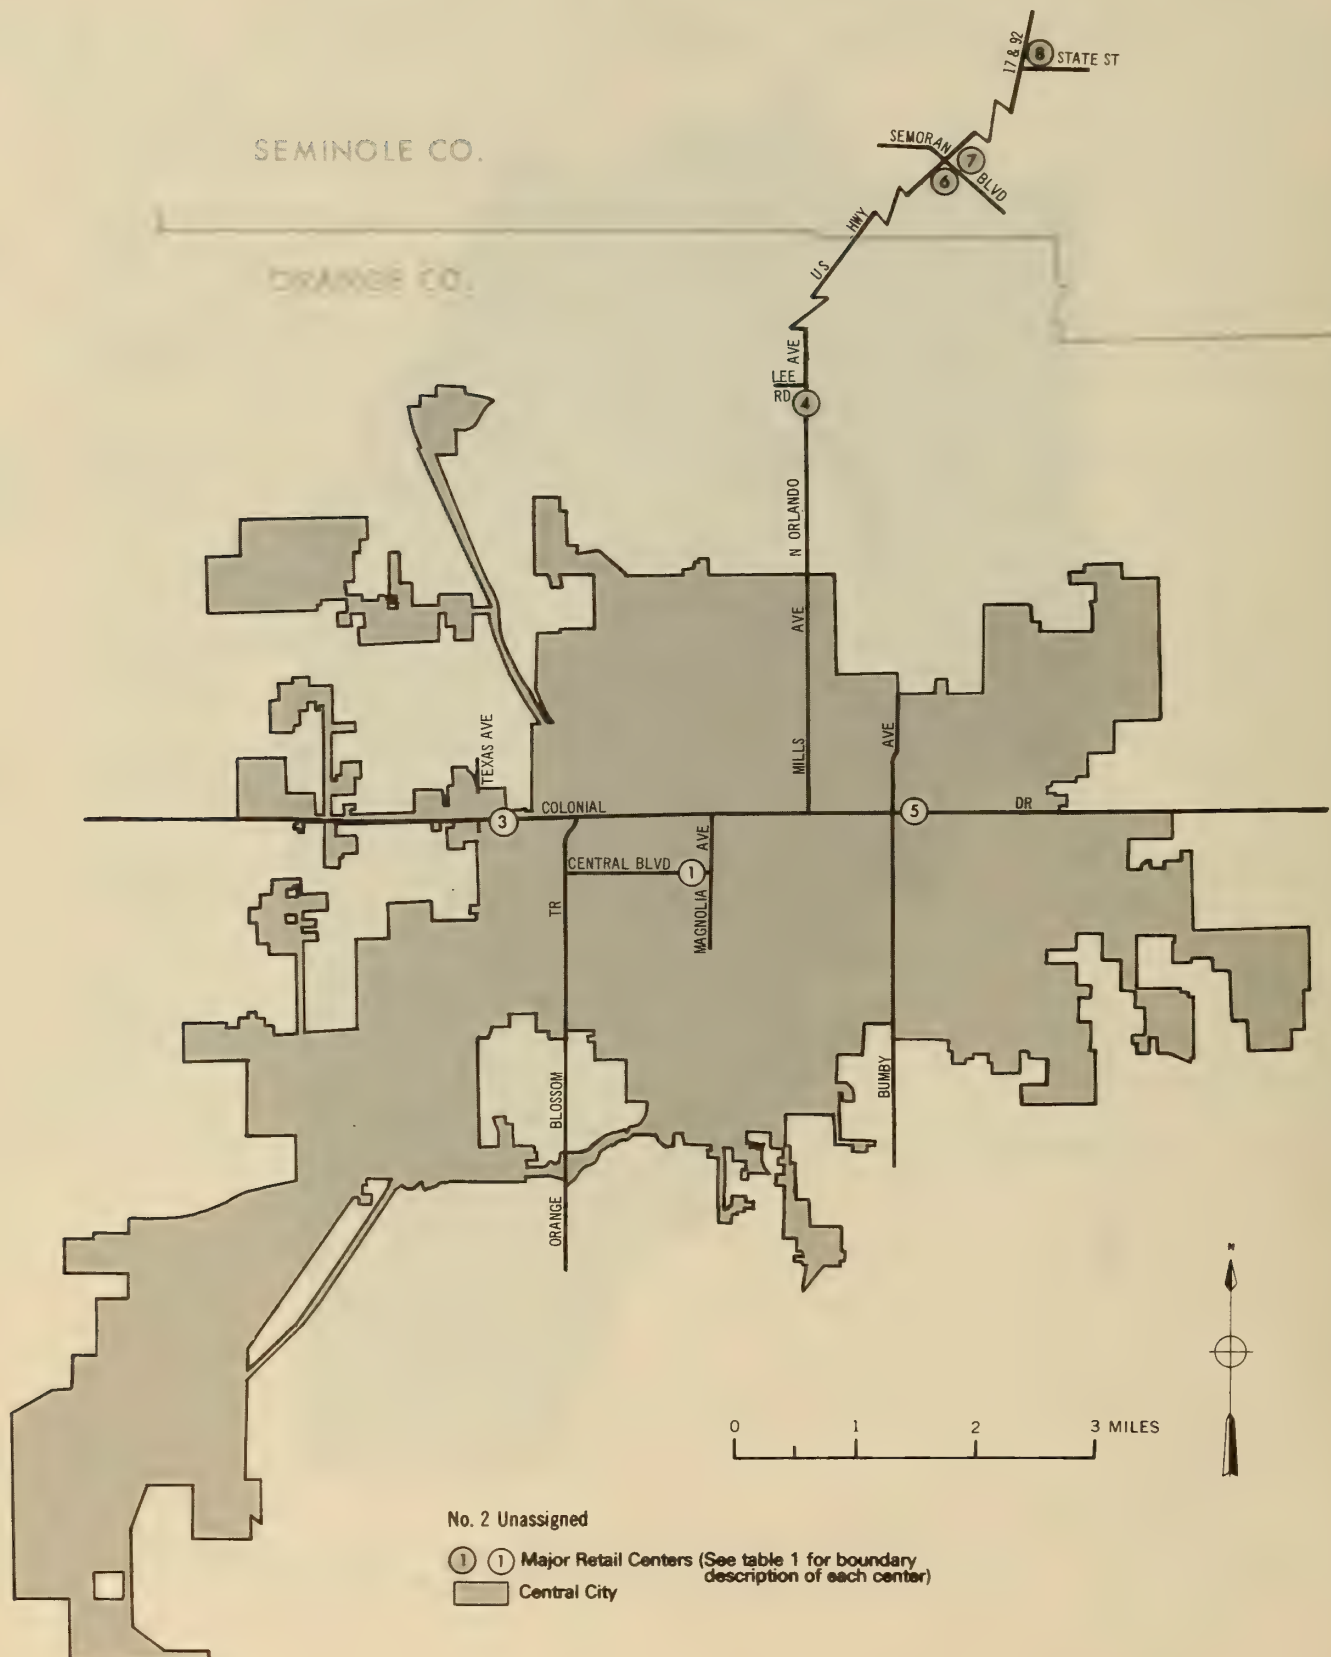 17 & 92
8
STATE ST
SEMINOLE CO.
SEMORAN
7
6
BLVD
HWY
US
ORANGE CO.
AVE
LEE
RD
4
N ORLANDO
AVE
TEXAS AVE
MILLS
AVE
COLONIAL
DR
3
5
CENTRAL BLVD
1
AVE
MAGNOLIA
TR
BLOSSOM
BUMBY
ORANGE
N
0 1 2 3 MILES
No. 2 Unassigned
1 1 Major Retail Centers (See table 1 for boundary
description of each center)
Central City